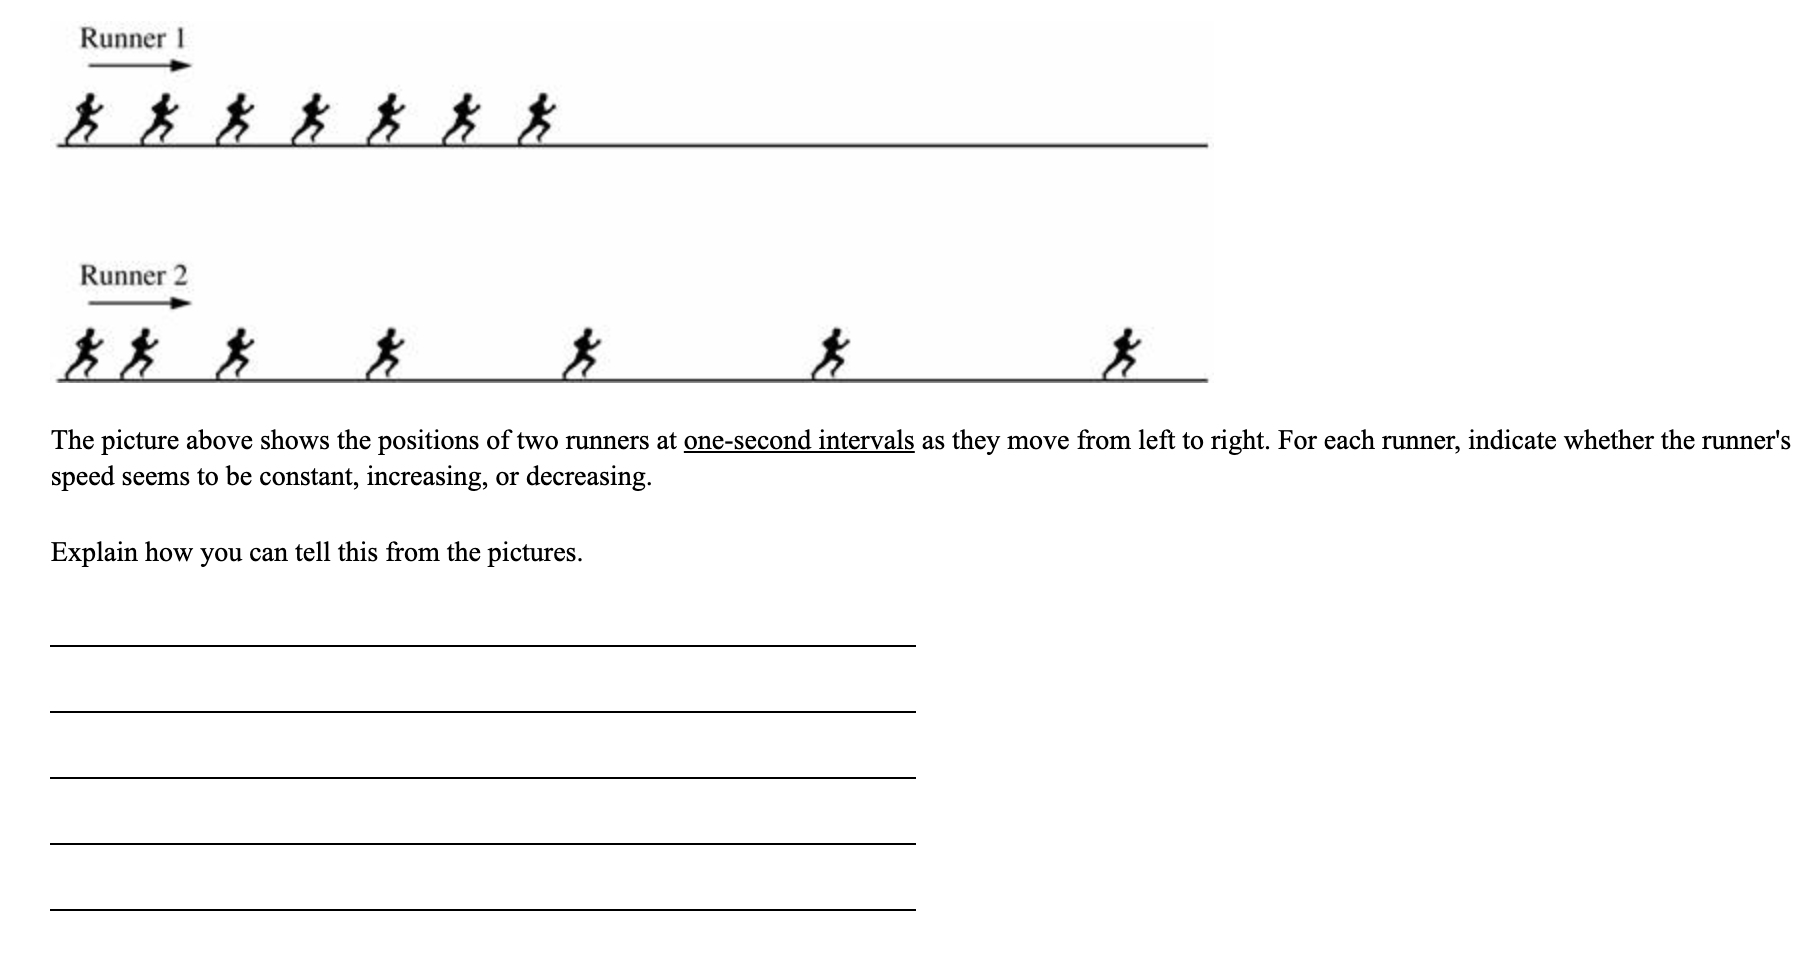 Runner 1
Runner 2
The picture above shows the positions of two runners at one-second intervals as they move from left to right. For each runner, indicate whether the runner's
speed seems to be constant, increasing, or decreasing.
Explain how you can tell this from the pictures.